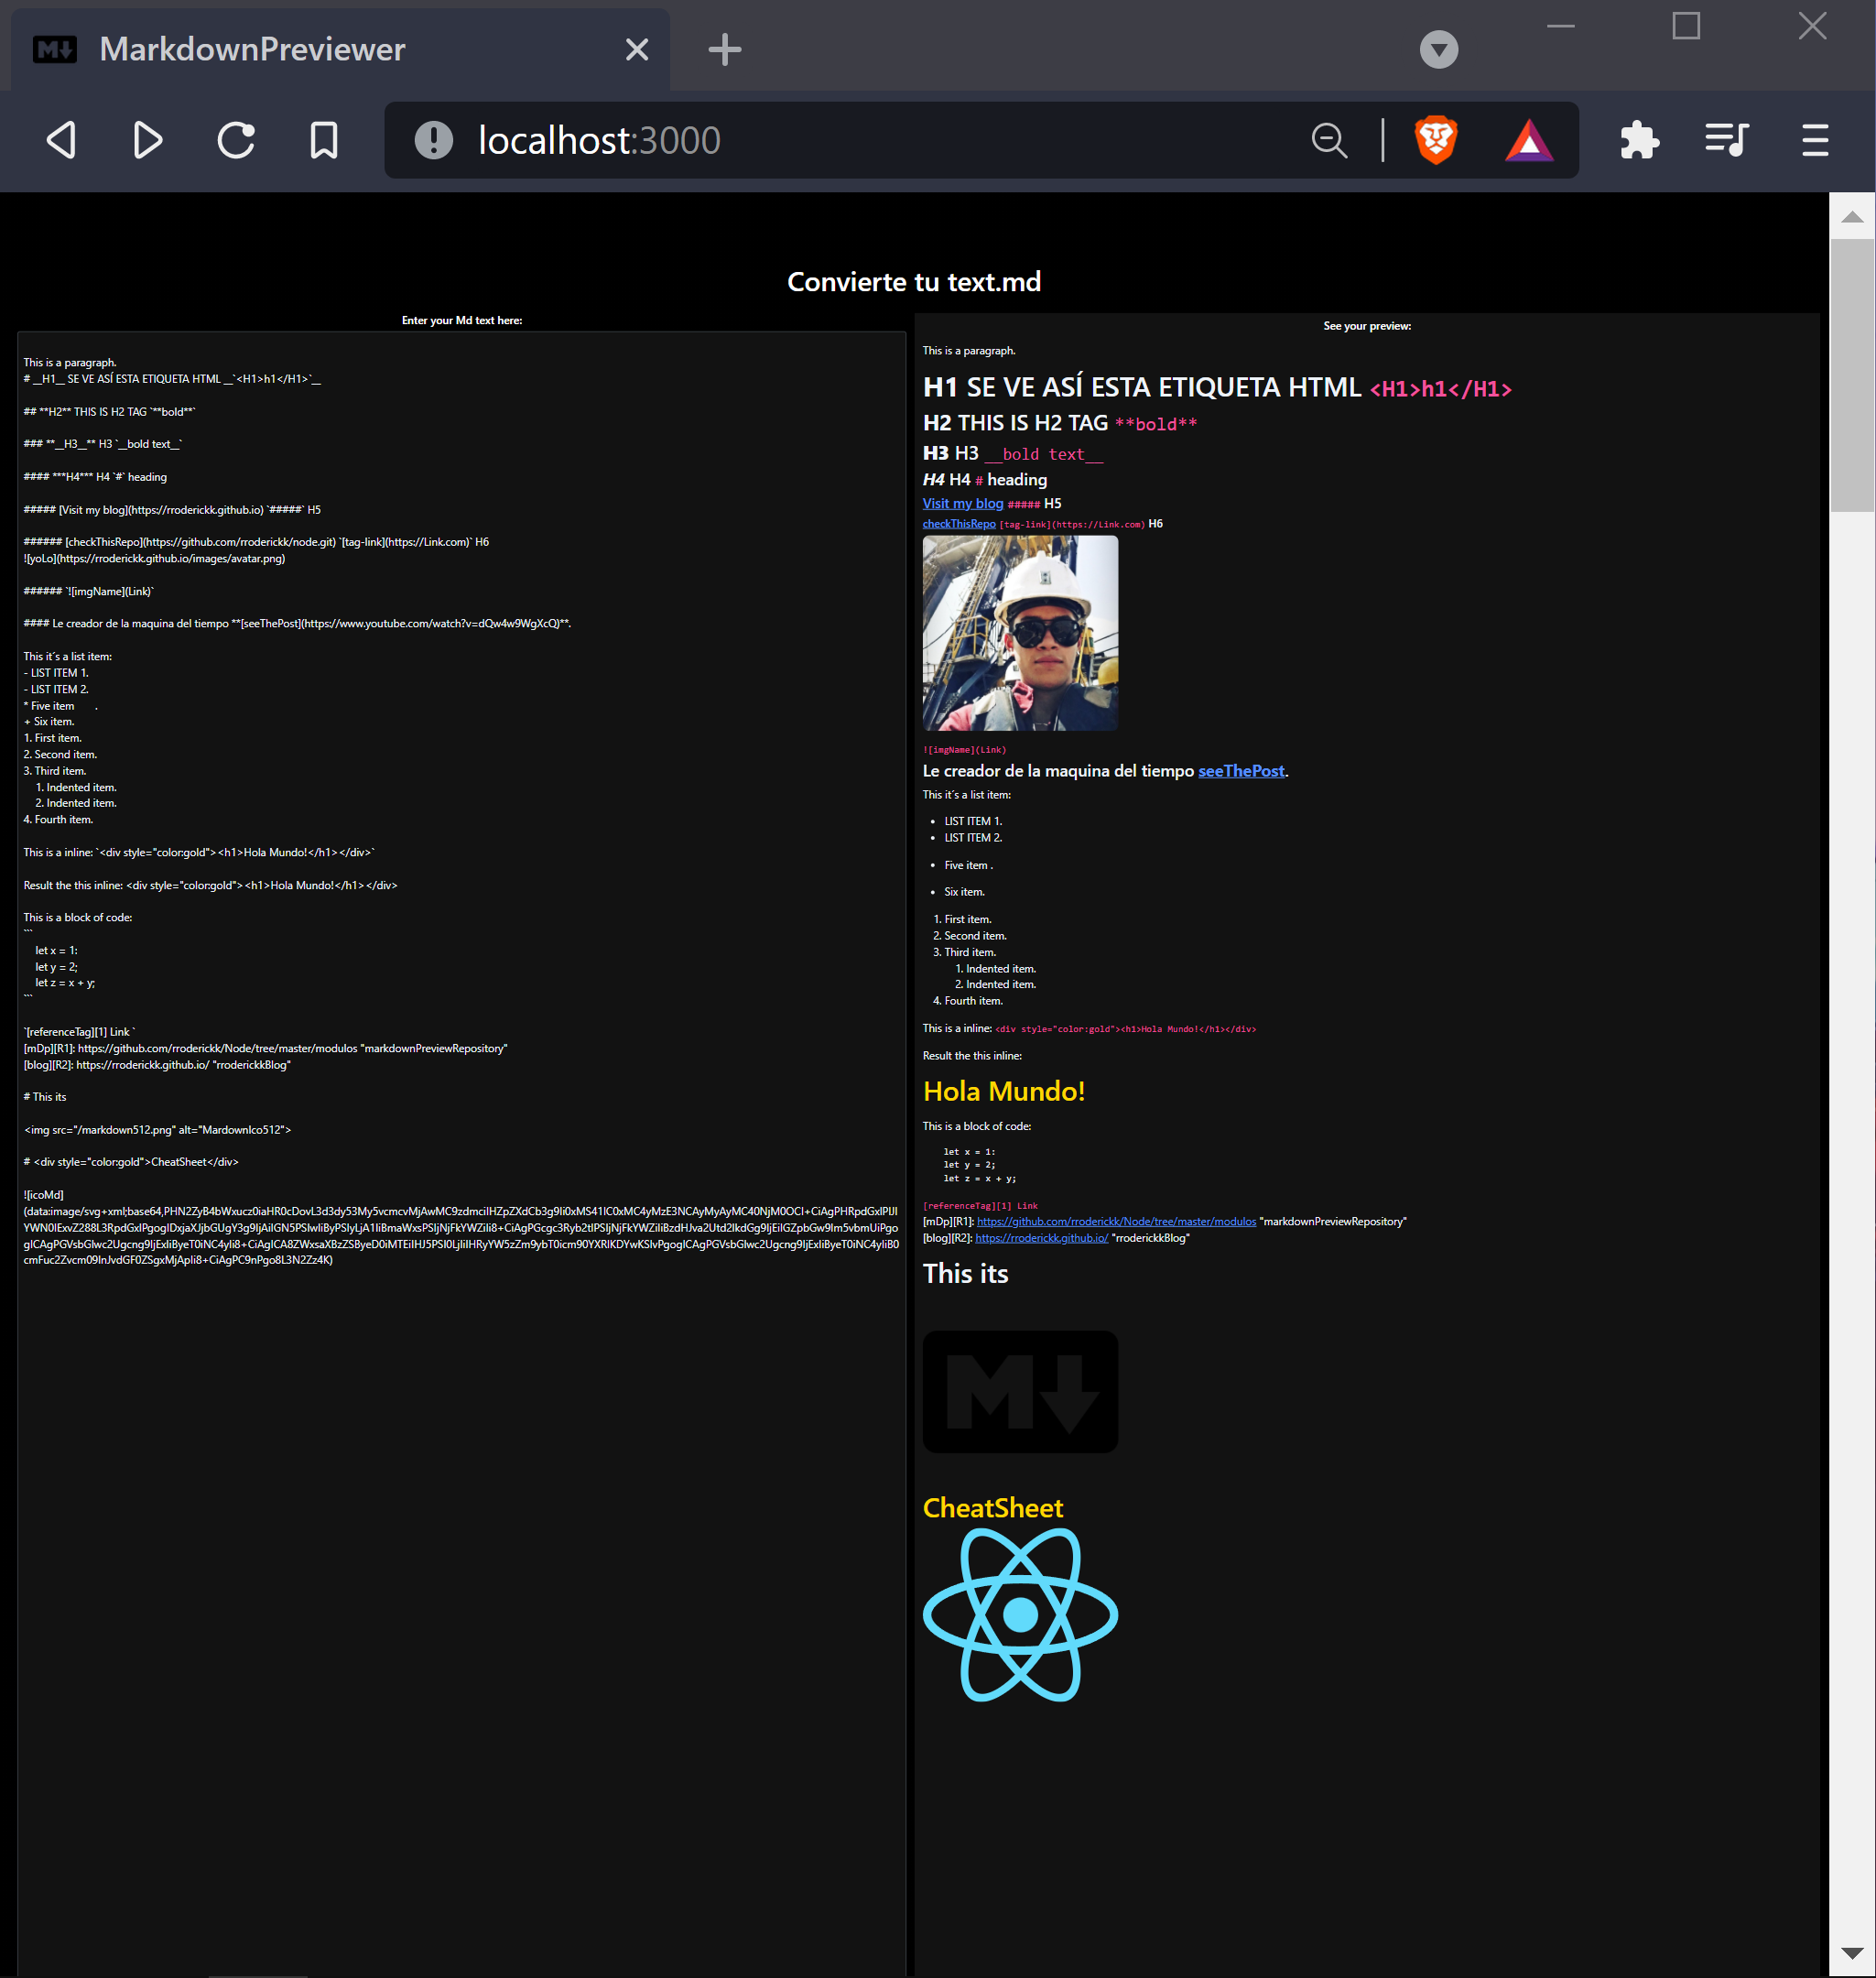 MarkdownPreviewer
localhost:3000
Convierte tu text.md
Enter your Md text here:
This is a paragraph.
# __H1__ SE VE ASÍ ESTA ETIQUETA HTML __`<H1>h1</H1>`__
## **H2** THIS IS H2 TAG `**bold**`
### **__H3__** H3 `__bold text__`
#### ***H4*** H4 `#` heading
##### [Visit my blog](https://rroderickk.github.io) `#####` H5
###### [checkThisRepo](https://github.com/rroderickk/node.git) `[tag-link](https://Link.com)` H6
![yoLo](https://rroderickk.github.io/images/avatar.png)
###### `![imgName](Link)`
#### Le creador de la maquina del tiempo **[seeThePost](https://www.youtube.com/watch?v=dQw4w9WgXcQ)**.
This it´s a list item:
- LIST ITEM 1.
- LIST ITEM 2.
* Five item .
+ Six item.
1. First item.
2. Second item.
3. Third item.
1. Indented item.
2. Indented item.
4. Fourth item.
This is a inline: `<div style="color:gold"><h1>Hola Mundo!</h1></div>`
Result the this inline: <div style="color:gold"><h1>Hola Mundo!</h1></div>
This is a block of code:
```
let x = 1:
let y = 2;
let z = x + y;
```
`[referenceTag][1] Link `
[mDp][R1]: https://github.com/rroderickk/Node/tree/master/modulos "markdownPreviewRepository"
[blog][R2]: https://rroderickk.github.io/ "rroderickkBlog"
# This its
<img src="/markdown512.png" alt="MardownIco512">
# <div style="color:gold">CheatSheet</div>
![icoMd]
See your preview:
This is a paragraph.
H1 SE VE ASÍ ESTA ETIQUETA HTML <H1>h1</H1>
H2 THIS IS H2 TAG **bold**
H3 H3 __bold text__
H4 H4 # heading
Visit my blog ##### H5
checkThisRepo [tag-link](https://Link.com) H6
![imgName](Link)
Le creador de la maquina del tiempo seeThePost.
This it´s a list item:
• LIST ITEM 1.
• LIST ITEM 2.
• Five item .
• Six item.
1. First item.
2. Second item.
3. Third item.
1. Indented item.
2. Indented item.
4. Fourth item.
This is a inline: <div style="color:gold"><h1>Hola Mundo!</h1></div>
Result the this inline:
Hola Mundo!
This is a block of code:
let x = 1:
let y = 2;
let z = x + y;
[referenceTag][1] Link
[mDp][R1]: https://github.com/rroderickk/Node/tree/master/modulos "markdownPreviewRepository"
[blog][R2]: https://rroderickk.github.io/ "rroderickkBlog"
This its
M
CheatSheet